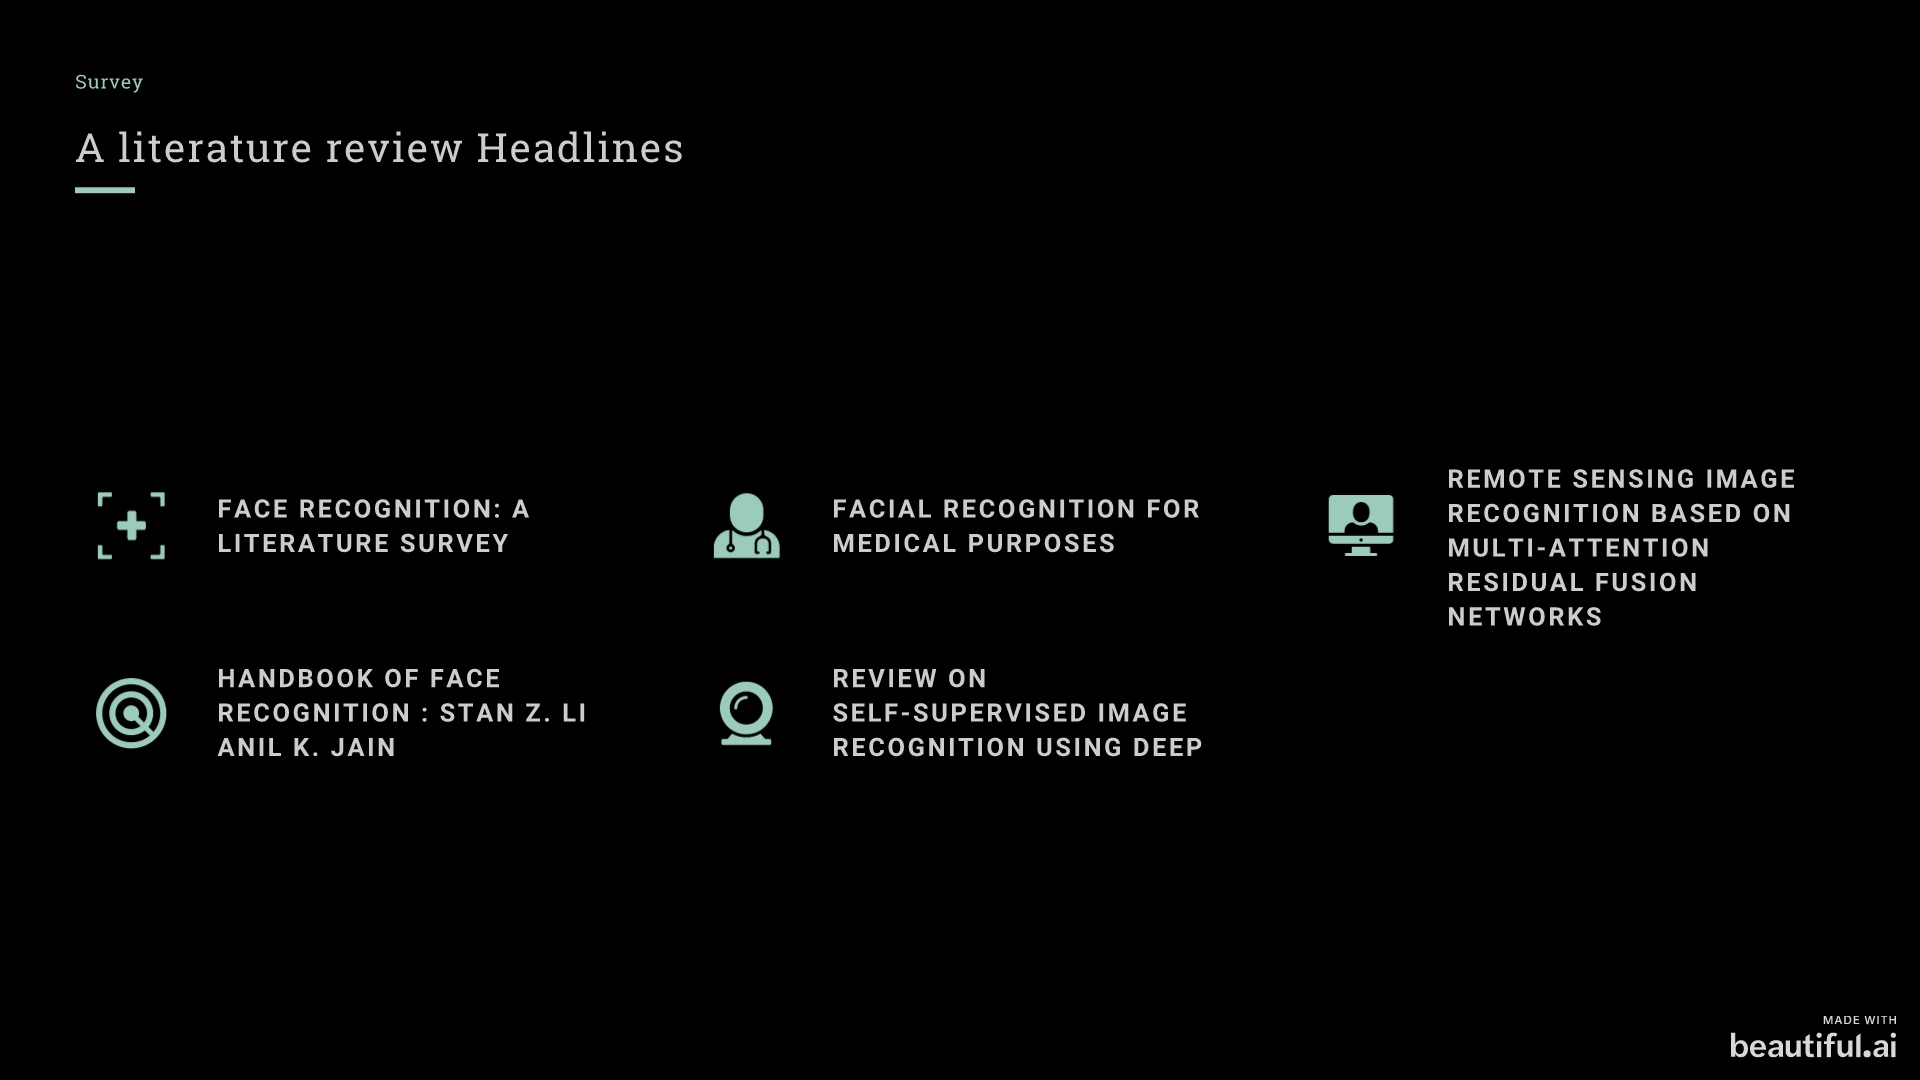 Survey
A literature review Headlines
FACE RECOGNITION: A
LITERATURE SURVEY
FACIAL RECOGNITION FOR
MEDICAL PURPOSES
REMOTE SENSING IMAGE
RECOGNITION BASED ON
MULTI-ATTENTION
RESIDUAL FUSION
NETWORKS
HANDBOOK OF FACE
RECOGNITION : STAN Z. LI
ANIL K. JAIN
REVIEW ON
SELF-SUPERVISED IMAGE
RECOGNITION USING DEEP
MADE WITH
beautiful.ai